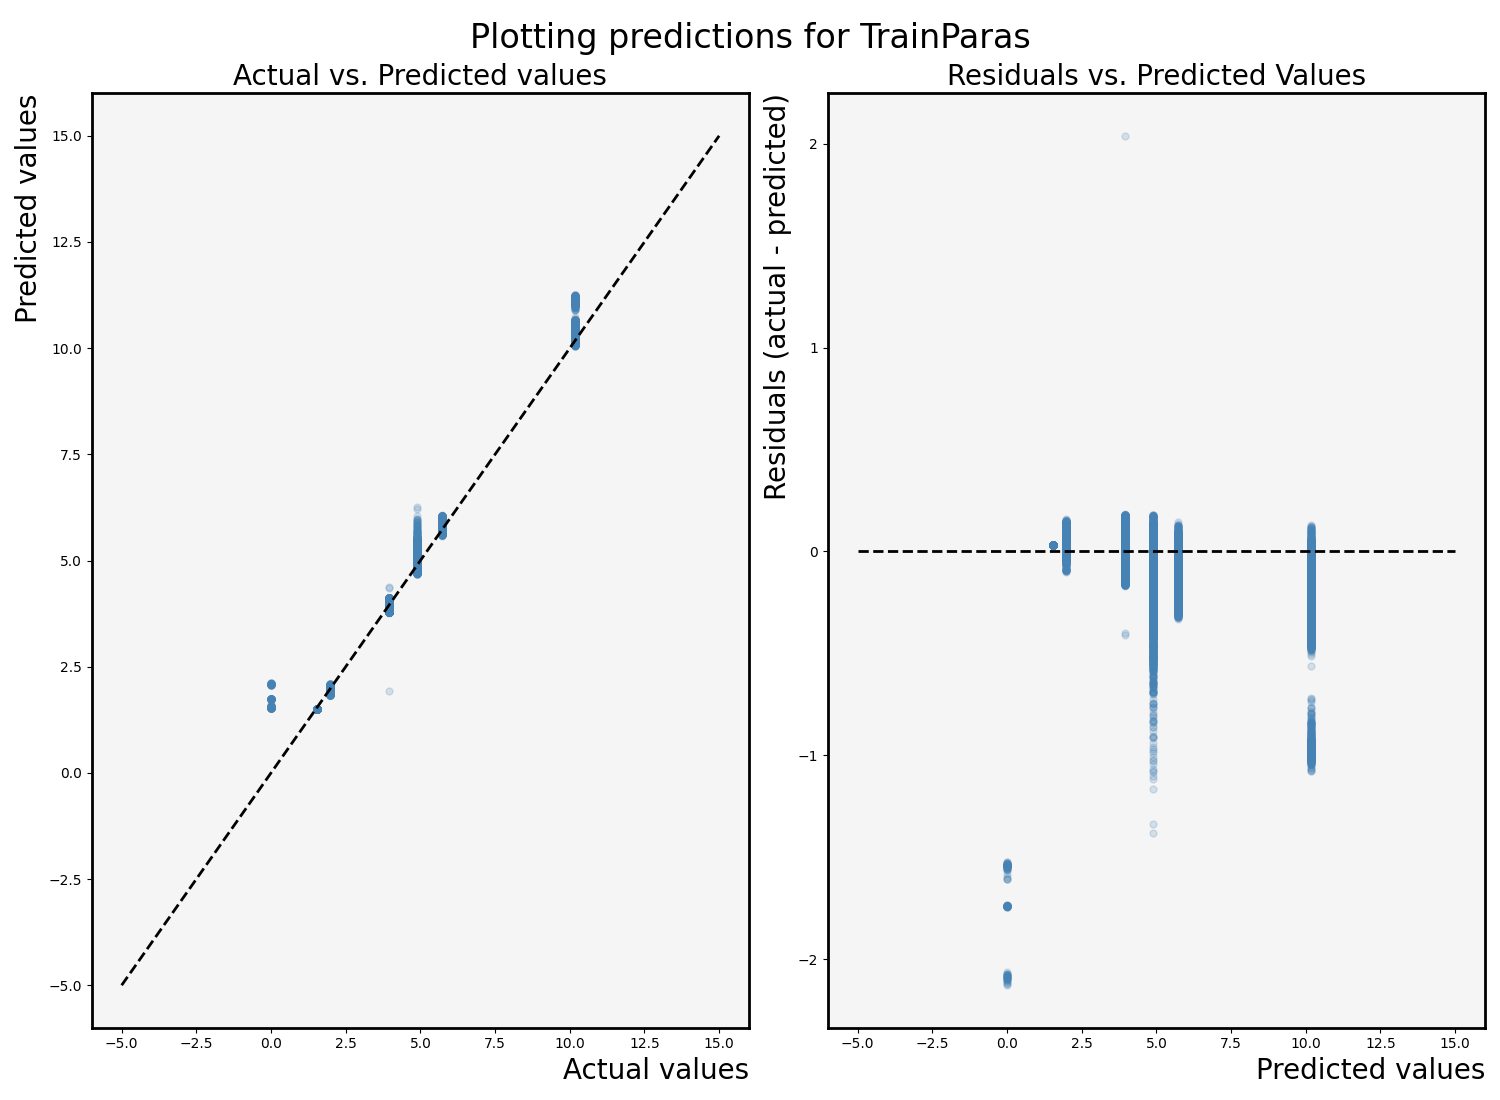 Plotting predictions for TrainParas
Actual vs. Predicted values
Predicted values
15.0
12.5
10.0
7.5
5.0
2.5
0.0
−2.5
−5.0
−5.0 −2.5 0.0 2.5 5.0 7.5 10.0 12.5 15.0
Actual values
Residuals vs. Predicted Values
Residuals (actual - predicted)
2
1
0
−1
−2
−5.0 −2.5 0.0 2.5 5.0 7.5 10.0 12.5 15.0
Predicted values